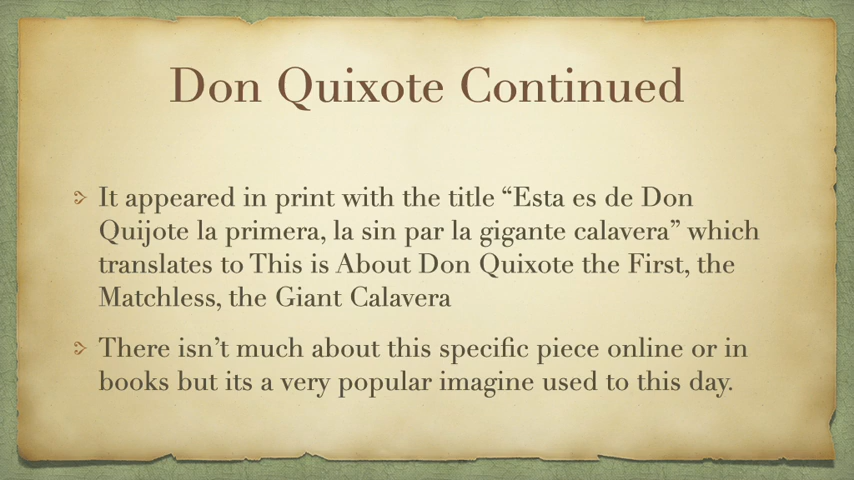 Don Quixote Continued
It appeared in print with the title “Esta es de Don
Quijote la primera, la sin par la gigante calavera” which
translates to This is About Don Quixote the First, the
Matchless, the Giant Calavera
There isn’t much about this specific piece online or in
books but its a very popular imagine used to this day.